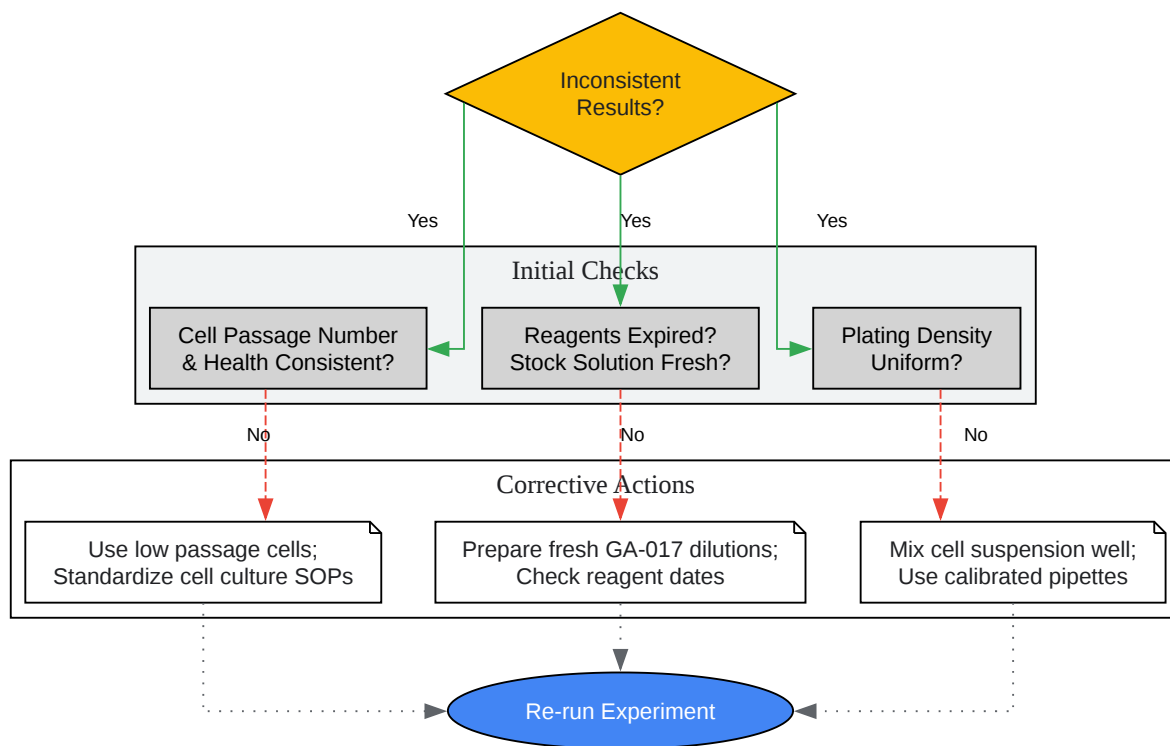 Inconsistent
Results?
Yes
Yes
Yes
Initial Checks
Cell Passage Number
& Health Consistent?
Reagents Expired?
Stock Solution Fresh?
Plating Density
Uniform?
No
No
No
Corrective Actions
Use low passage cells;
Standardize cell culture SOPs
Prepare fresh GA-017 dilutions;
Check reagent dates
Mix cell suspension well;
Use calibrated pipettes
Re-run Experiment